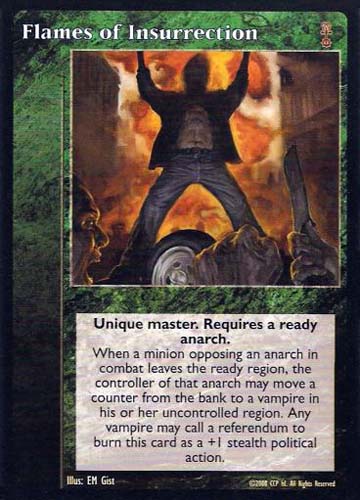 Flames of Insurrection
Unique master. Requires a ready
anarch.
When a minion opposing an anarch in
combat leaves the ready region, the
controller of that anarch may move a
counter from the bank to a vampire in
his or her uncontrolled region. Any
vampire may call a referendum to
burn this card as a +1 stealth political
action.
Illus: EM Gist
©2008 CCP hf. All Rights Reserved